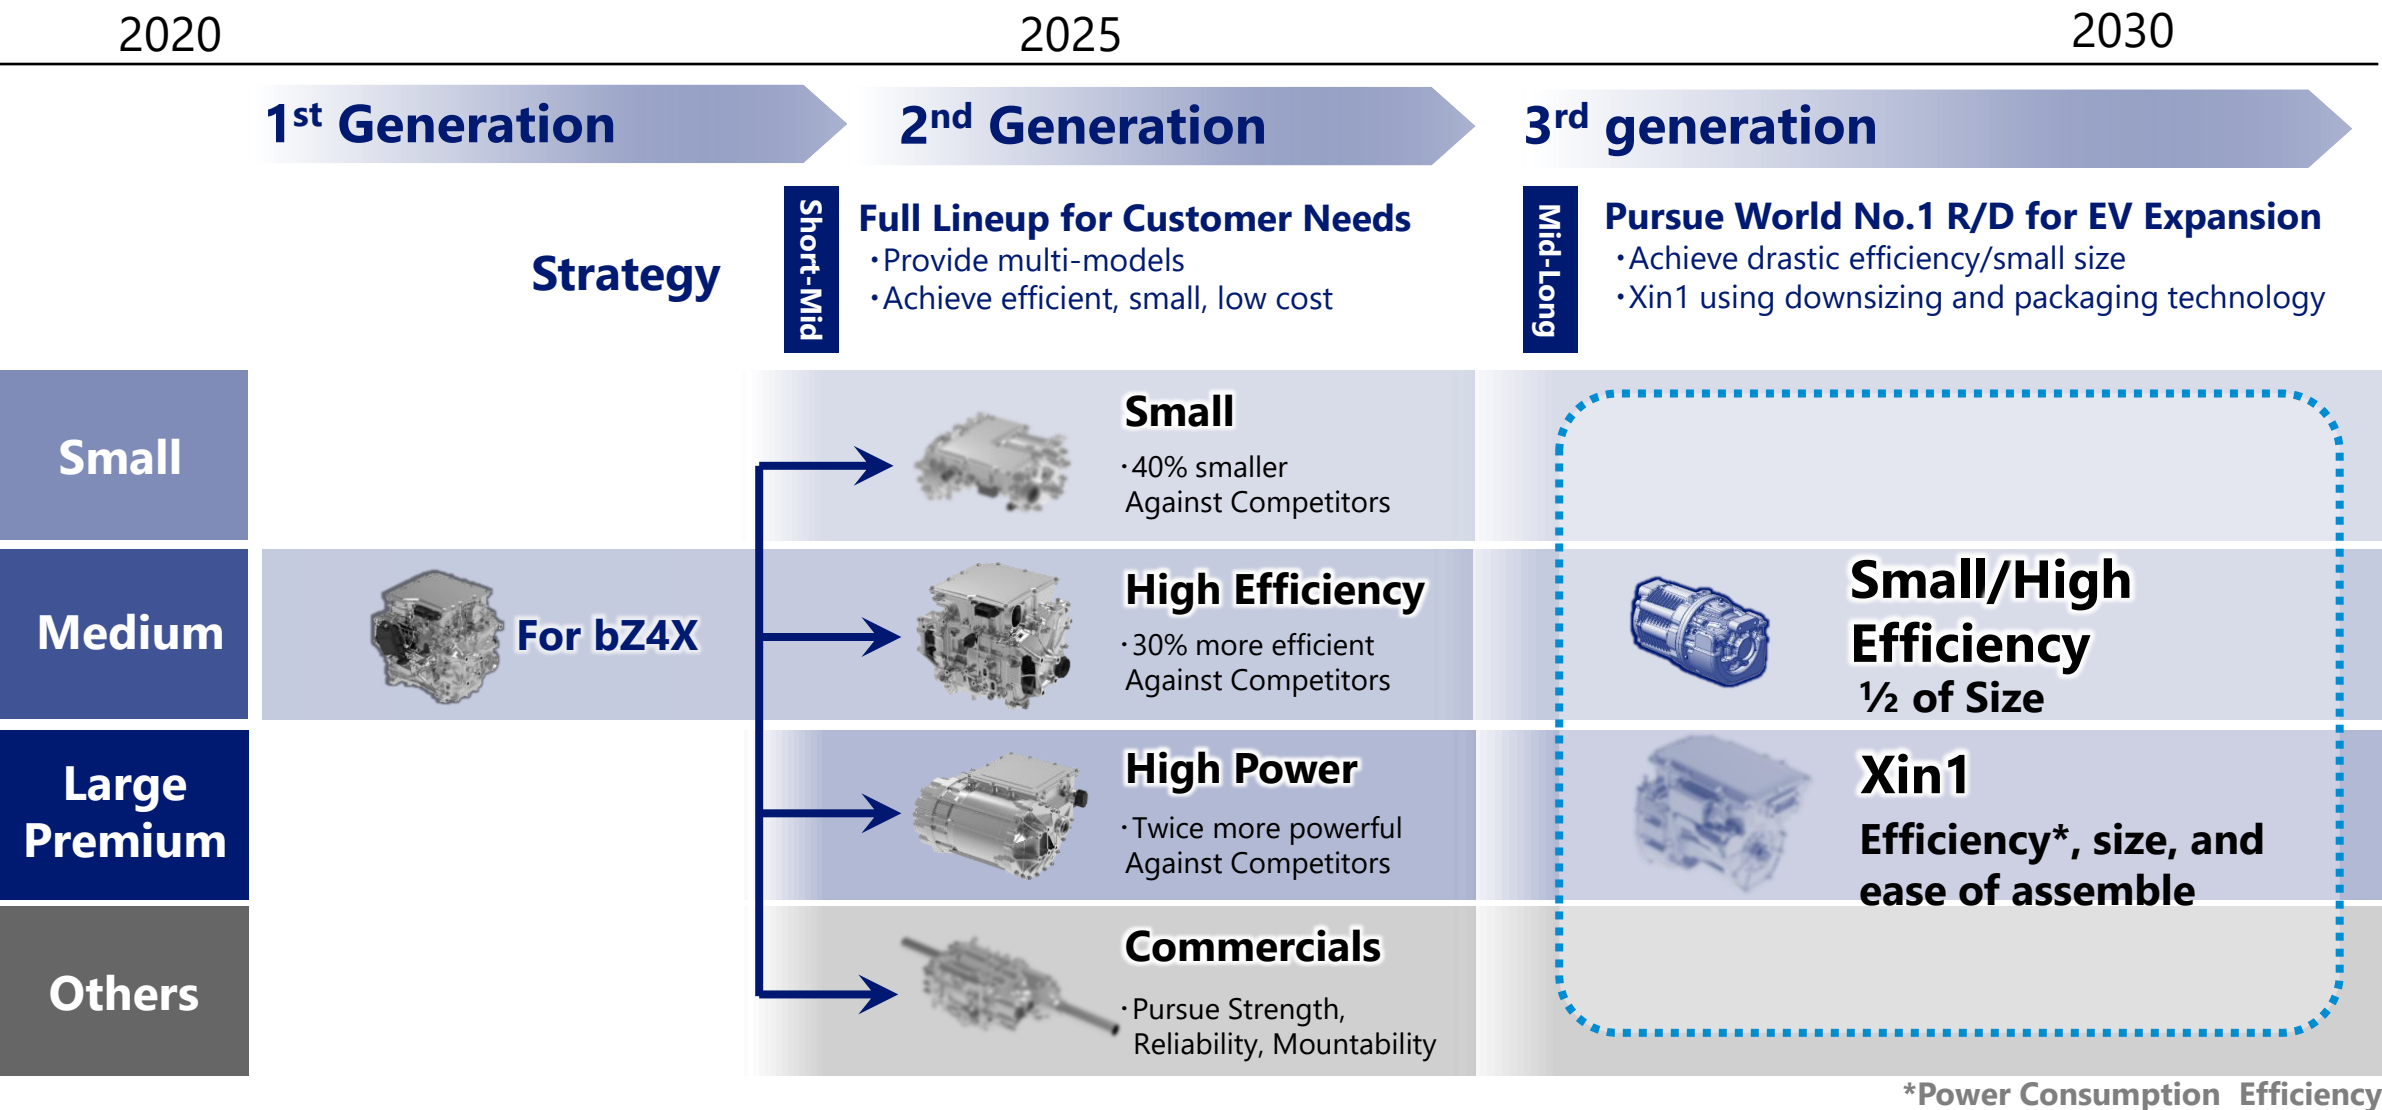 2020
2025
2030
1st Generation
2nd Generation
3rd generation
Strategy
Short-Mid
Full Lineup for Customer Needs
・Provide multi-models
・Achieve efficient, small, low cost
Mid-Long
Pursue World No.1 R/D for EV Expansion
・Achieve drastic efficiency/small size
・Xin1 using downsizing and packaging technology
Small
Small
・40% smaller
Against Competitors
Medium
For bZ4X
High Efficiency
・30% more efficient
Against Competitors
Small/High
Efficiency
½ of Size
Large
Premium
High Power
・Twice more powerful
Against Competitors
Xin1
Efficiency*, size, and
ease of assemble
Others
Commercials
・Pursue Strength,
Reliability, Mountability
*Power Consumption Efficiency